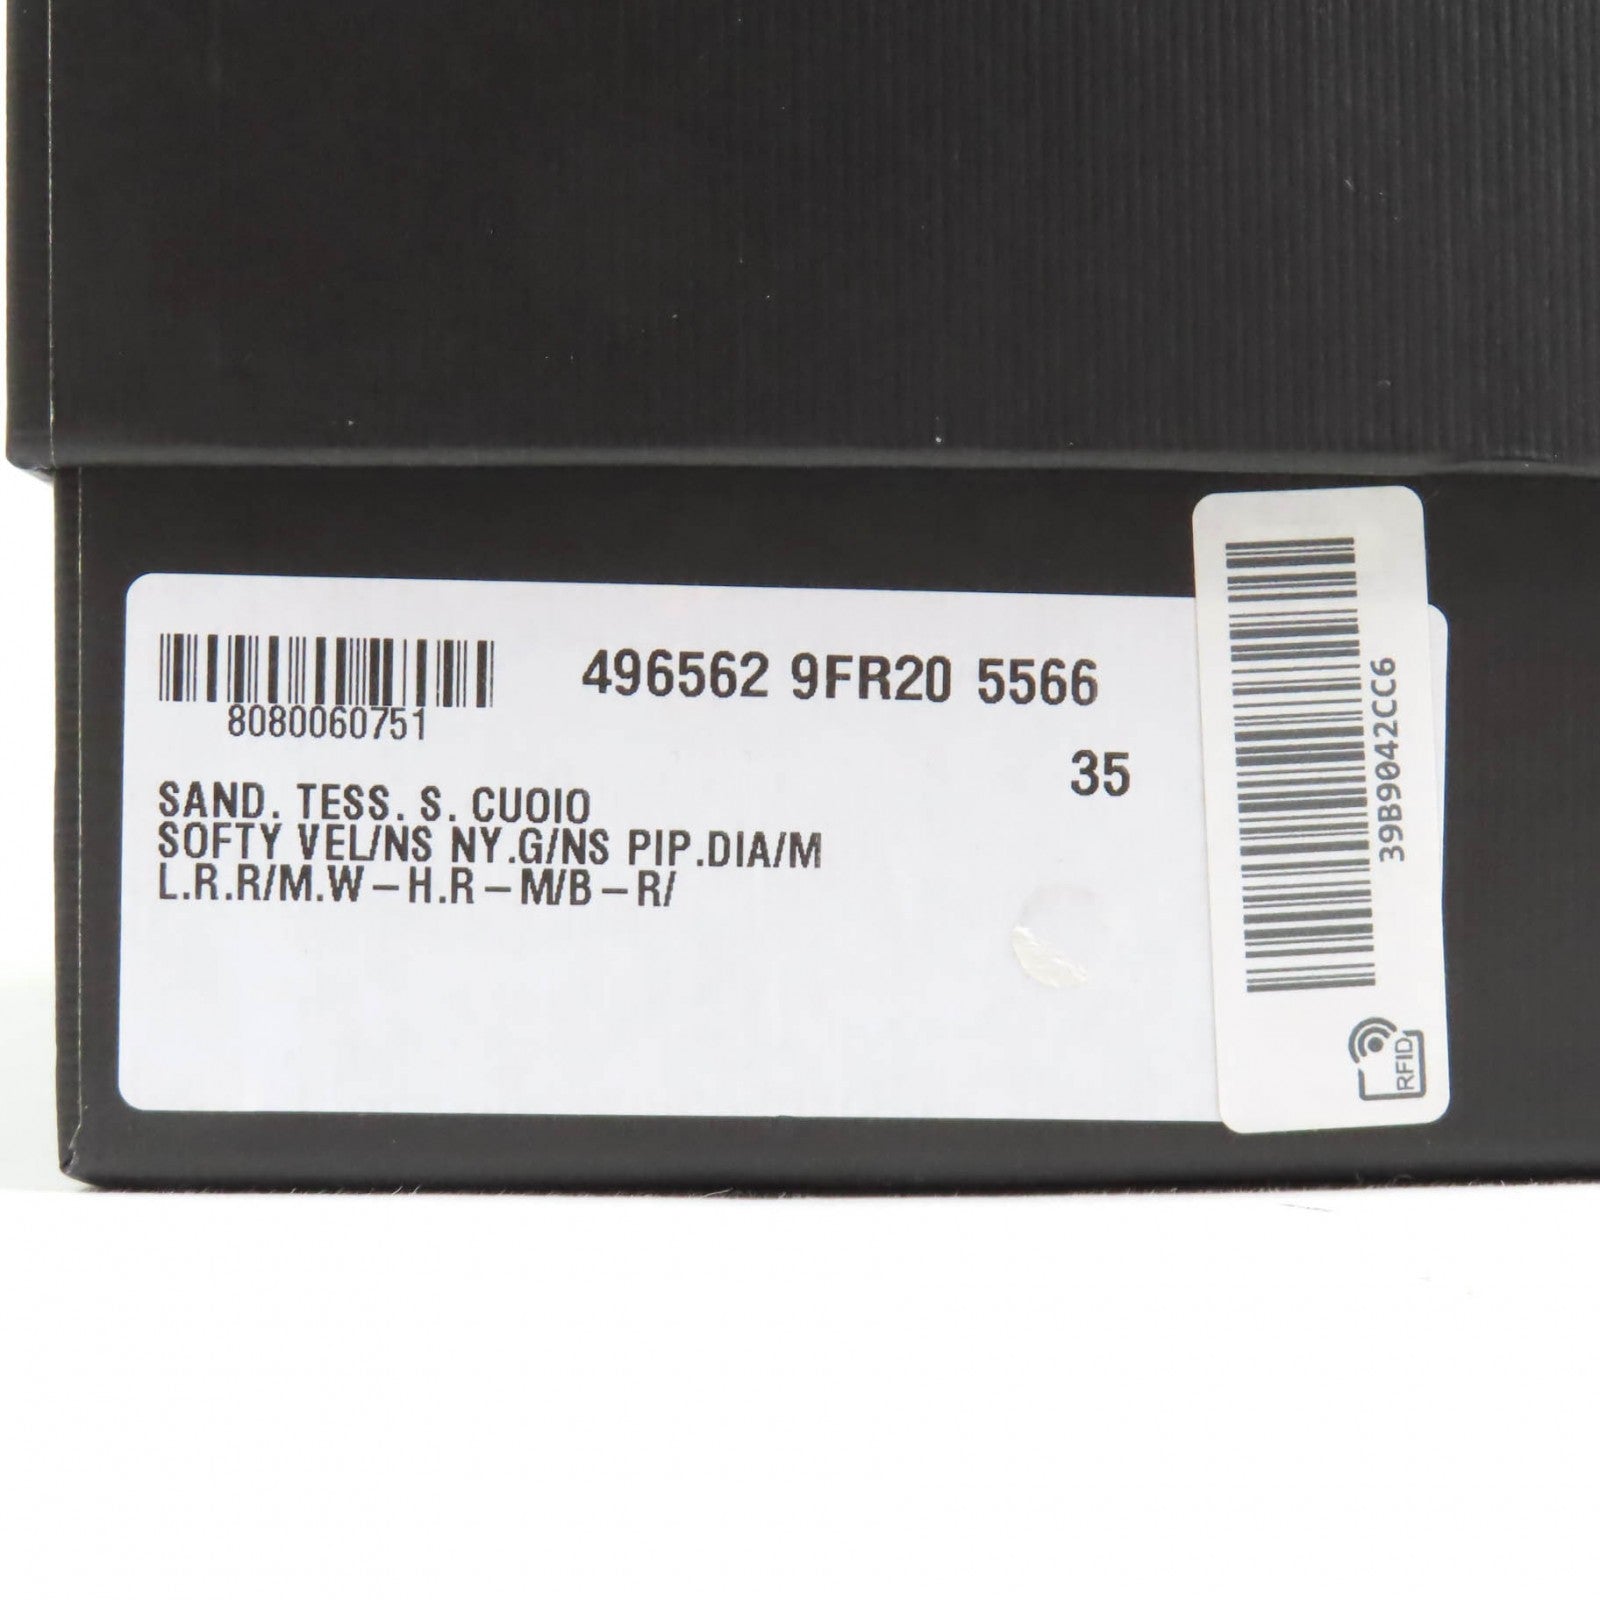 496562 9FR20 5566
8080060751
35
SAND. TESS. S. CUOIO
SOFTY VEL/NS NY.G/NS PIP.DIA/M
L.R.R/M.W-H.R-M/B-R/
39B9042CC6
RFID